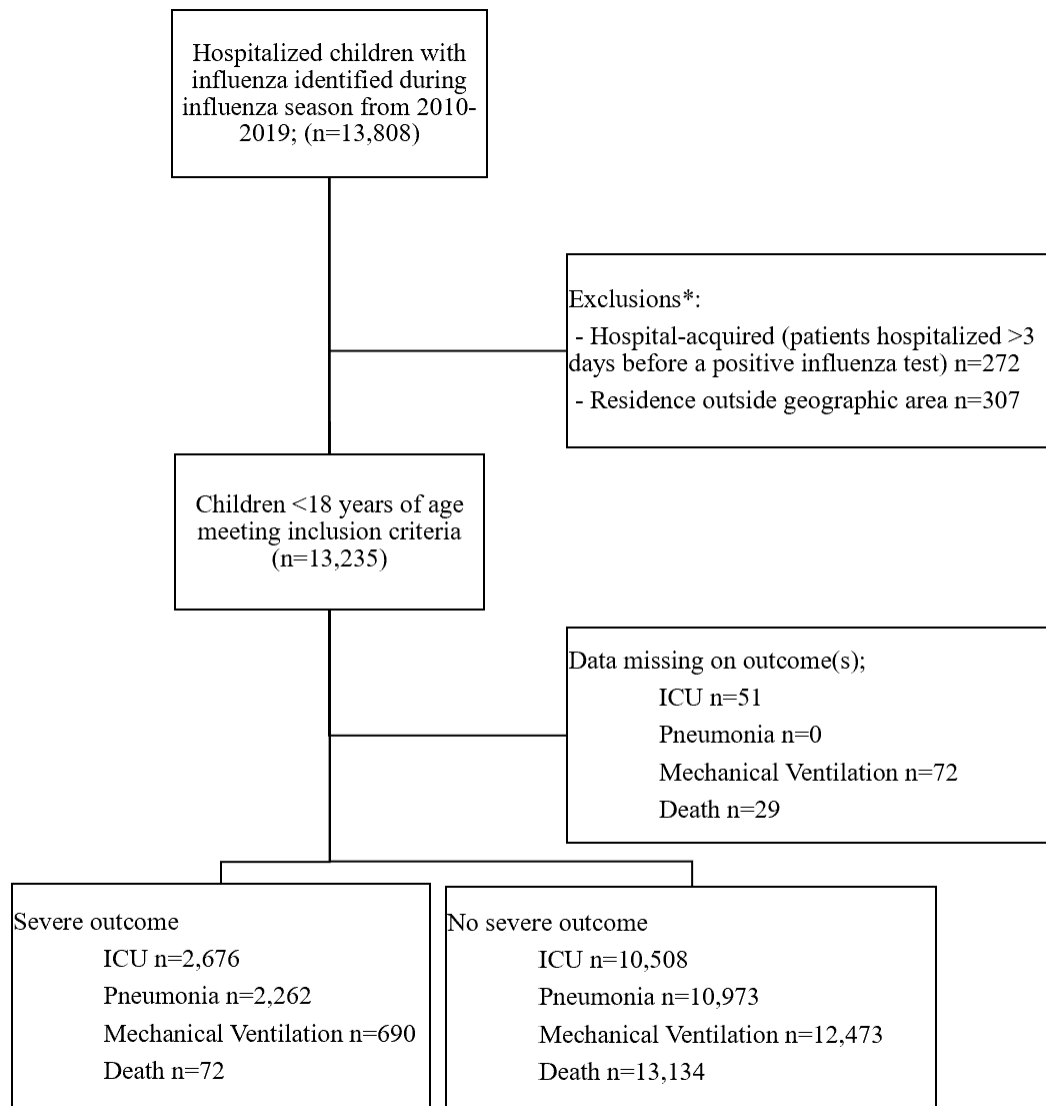 Hospitalized children with
influenza identified during
influenza season from 2010-
2019; (n=13,808)
Exclusions*:
- Hospital-acquired (patients hospitalized >3
days before a positive influenza test) n=272
- Residence outside geographic area n=307
Children <18 years of age
meeting inclusion criteria
(n=13,235)
Data missing on outcome(s);
ICU n=51
Pneumonia n=0
Mechanical Ventilation n=72
Death n=29
Severe outcome
ICU n=2,676
Pneumonia n=2,262
Mechanical Ventilation n=690
Death n=72
No severe outcome
ICU n=10,508
Pneumonia n=10,973
Mechanical Ventilation n=12,473
Death n=13,134